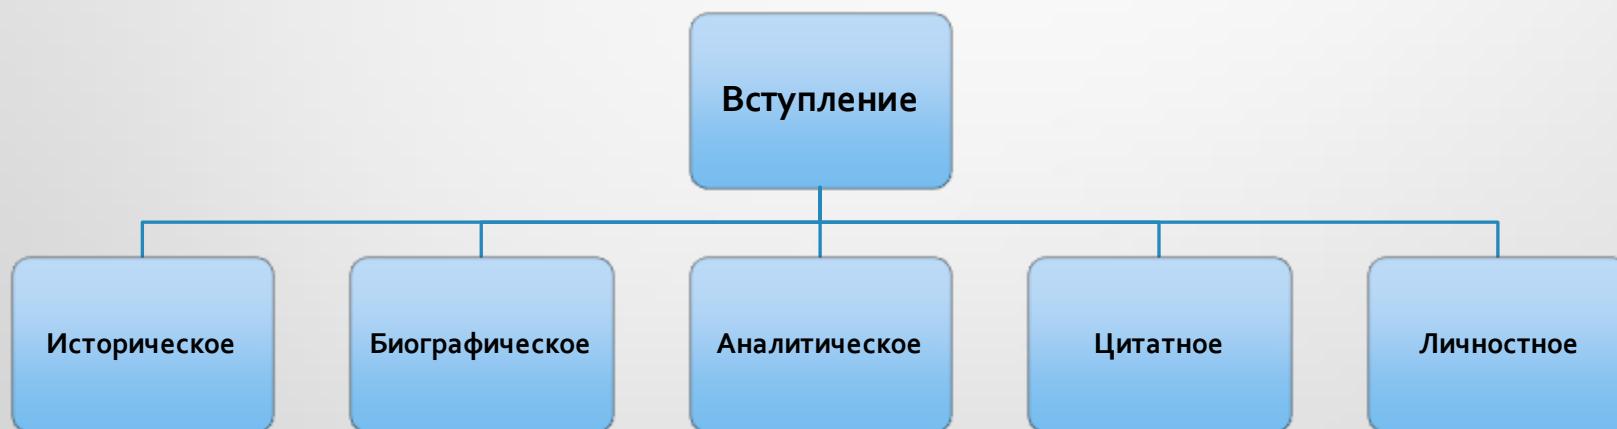 Вступление
Историческое
Биографическое
Аналитическое
Цитатное
Личностное